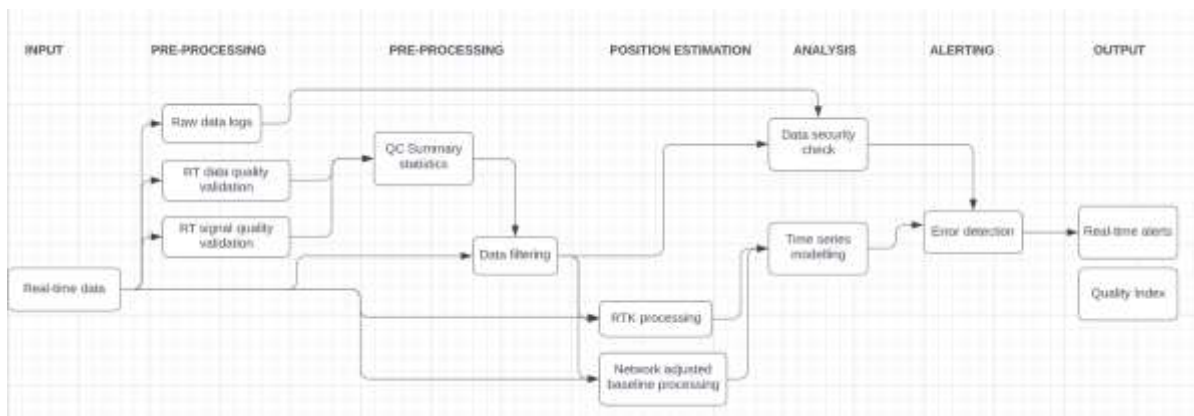 INPUT
PRE-PROCESSING
PRE-PROCESSING
POSITION ESTIMATION
ANALYSIS
ALERTING
OUTPUT
Raw data logs
RT data quality
validation
RT signal quality
validation
Real-time data
QC Summary
statistics
Data filtering
RTK processing
Network adjusted
baseline processing
Data security
check
Time series
modelling
Error detection
Real-time alerts
Quality Index